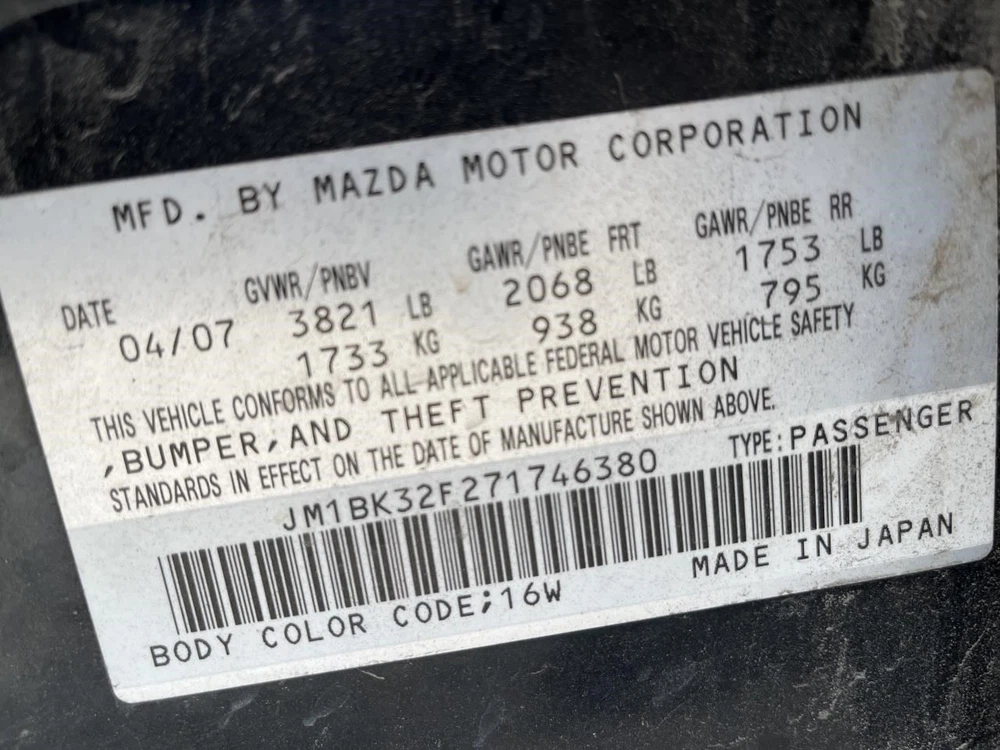 MFD. BY MAZDA MOTOR CORPORATION
DATE GVWR/PNBV GAWR/PNBE FRT GAWR/PNBE RR
04/07 3821 LB 2068 LB 1753 LB
1733 KG 938 KG 795 KG
THIS VEHICLE CONFORMS TO ALL APPLICABLE FEDERAL MOTOR VEHICLE SAFETY
,BUMPER,AND THEFT PREVENTION
STANDARDS IN EFFECT ON THE DATE OF MANUFACTURE SHOWN ABOVE.
JM1BK32F271746380 TYPE:PASSENGER
BODY COLOR CODE;16W MADE IN JAPAN